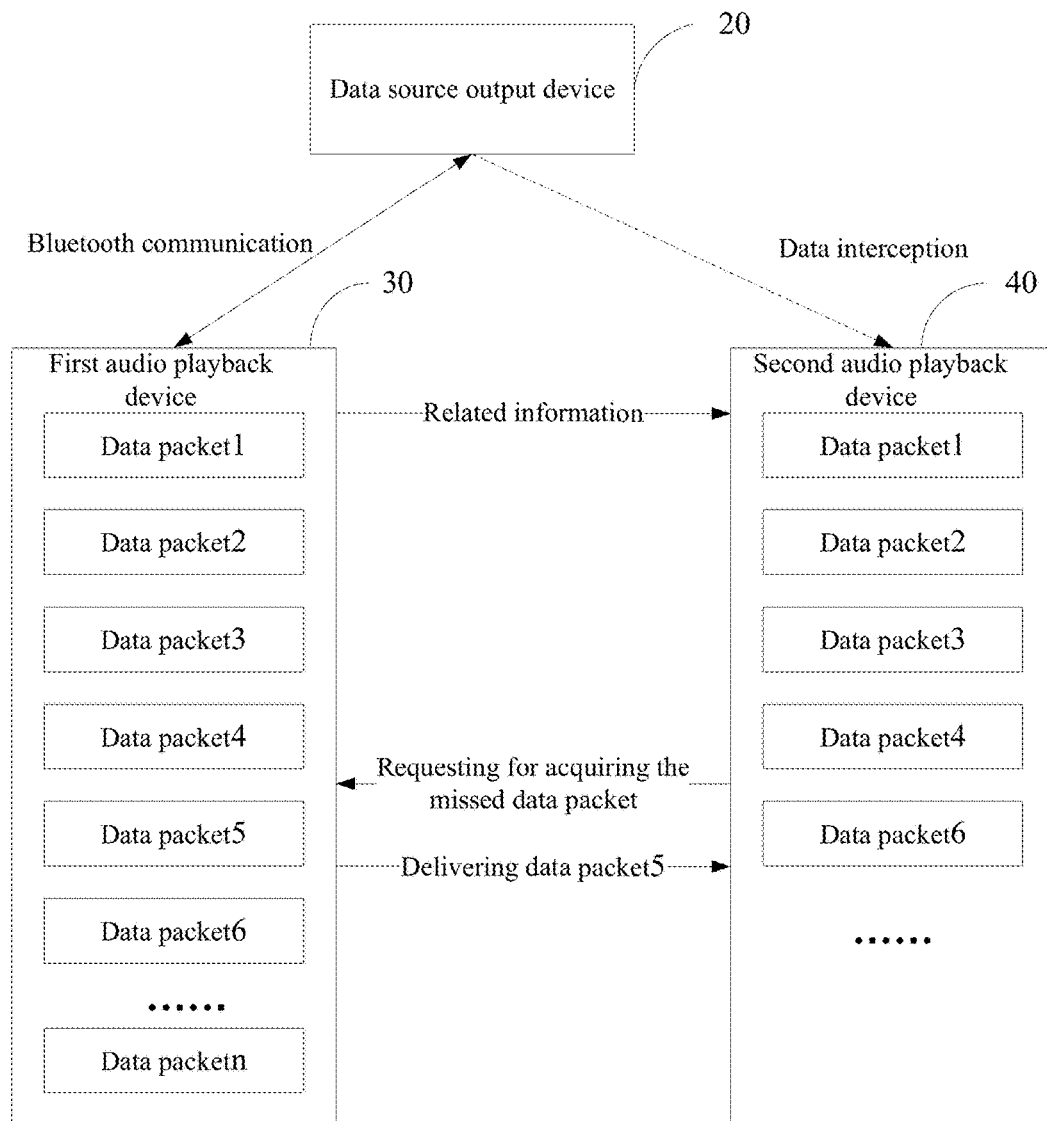 20
Data source output device
Bluetooth communication
Data interception
30
40
First audio playback
device
Second audio playback
device
Related information
Data packet1
Data packet1
Data packet2
Data packet2
Data packet3
Data packet3
Data packet4
Data packet4
Requesting for acquiring the
missed data packet
Data packet5
Data packet6
Delivering data packet5
Data packet6
......
......
Data packetn